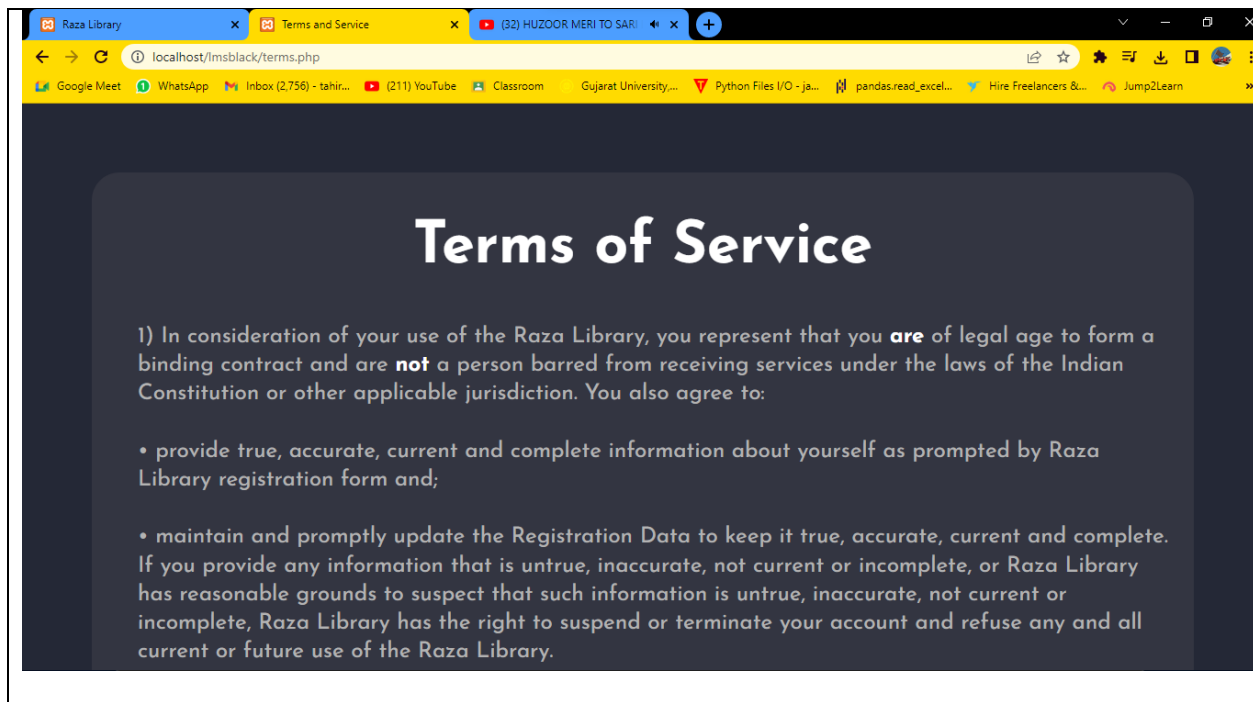 Raza Library
Terms and Service
(32) HUZOOR MERI TO SARI
localhost/lmsblack/terms.php
Google Meet WhatsApp Inbox (2,756) - tahir... (211) YouTube Classroom Gujarat University,... Python Files I/O - ja... pandas.read_excel... Hire Freelancers &... Jump2Learn »
Terms of Service
1) In consideration of your use of the Raza Library, you represent that you are of legal age to form a
binding contract and are not a person barred from receiving services under the laws of the Indian
Constitution or other applicable jurisdiction. You also agree to:
• provide true, accurate, current and complete information about yourself as prompted by Raza
Library registration form and;
• maintain and promptly update the Registration Data to keep it true, accurate, current and complete.
If you provide any information that is untrue, inaccurate, not current or incomplete, or Raza Library
has reasonable grounds to suspect that such information is untrue, inaccurate, not current or
incomplete, Raza Library has the right to suspend or terminate your account and refuse any and all
current or future use of the Raza Library.